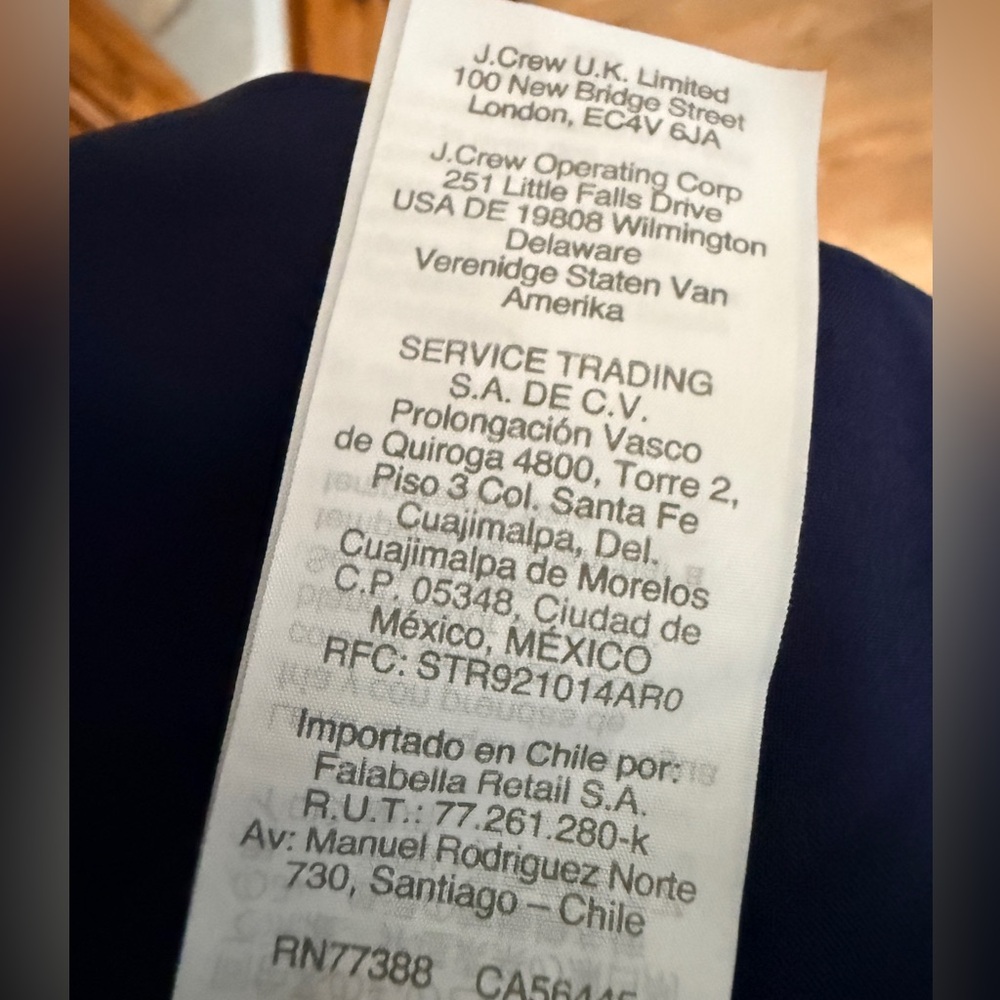 J.Crew U.K. Limited
100 New Bridge Street
London, EC4V 6JA
J.Crew Operating Corp
251 Little Falls Drive
USA DE 19808 Wilmington
Delaware
Verenidge Staten Van
Amerika
SERVICE TRADING
S.A. DE C.V.
Prolongación Vasco
de Quiroga 4800, Torre 2,
Piso 3 Col. Santa Fe
Cuajimalpa, Del.
Cuajimalpa de Morelos
C.P. 05348, Ciudad de
México, MÉXICO
RFC: STR921014AR0
Importado en Chile por:
Falabella Retail S.A.
R.U.T.: 77.261.280-k
Av: Manuel Rodriguez Norte
730, Santiago – Chile
RN77388 CA56445